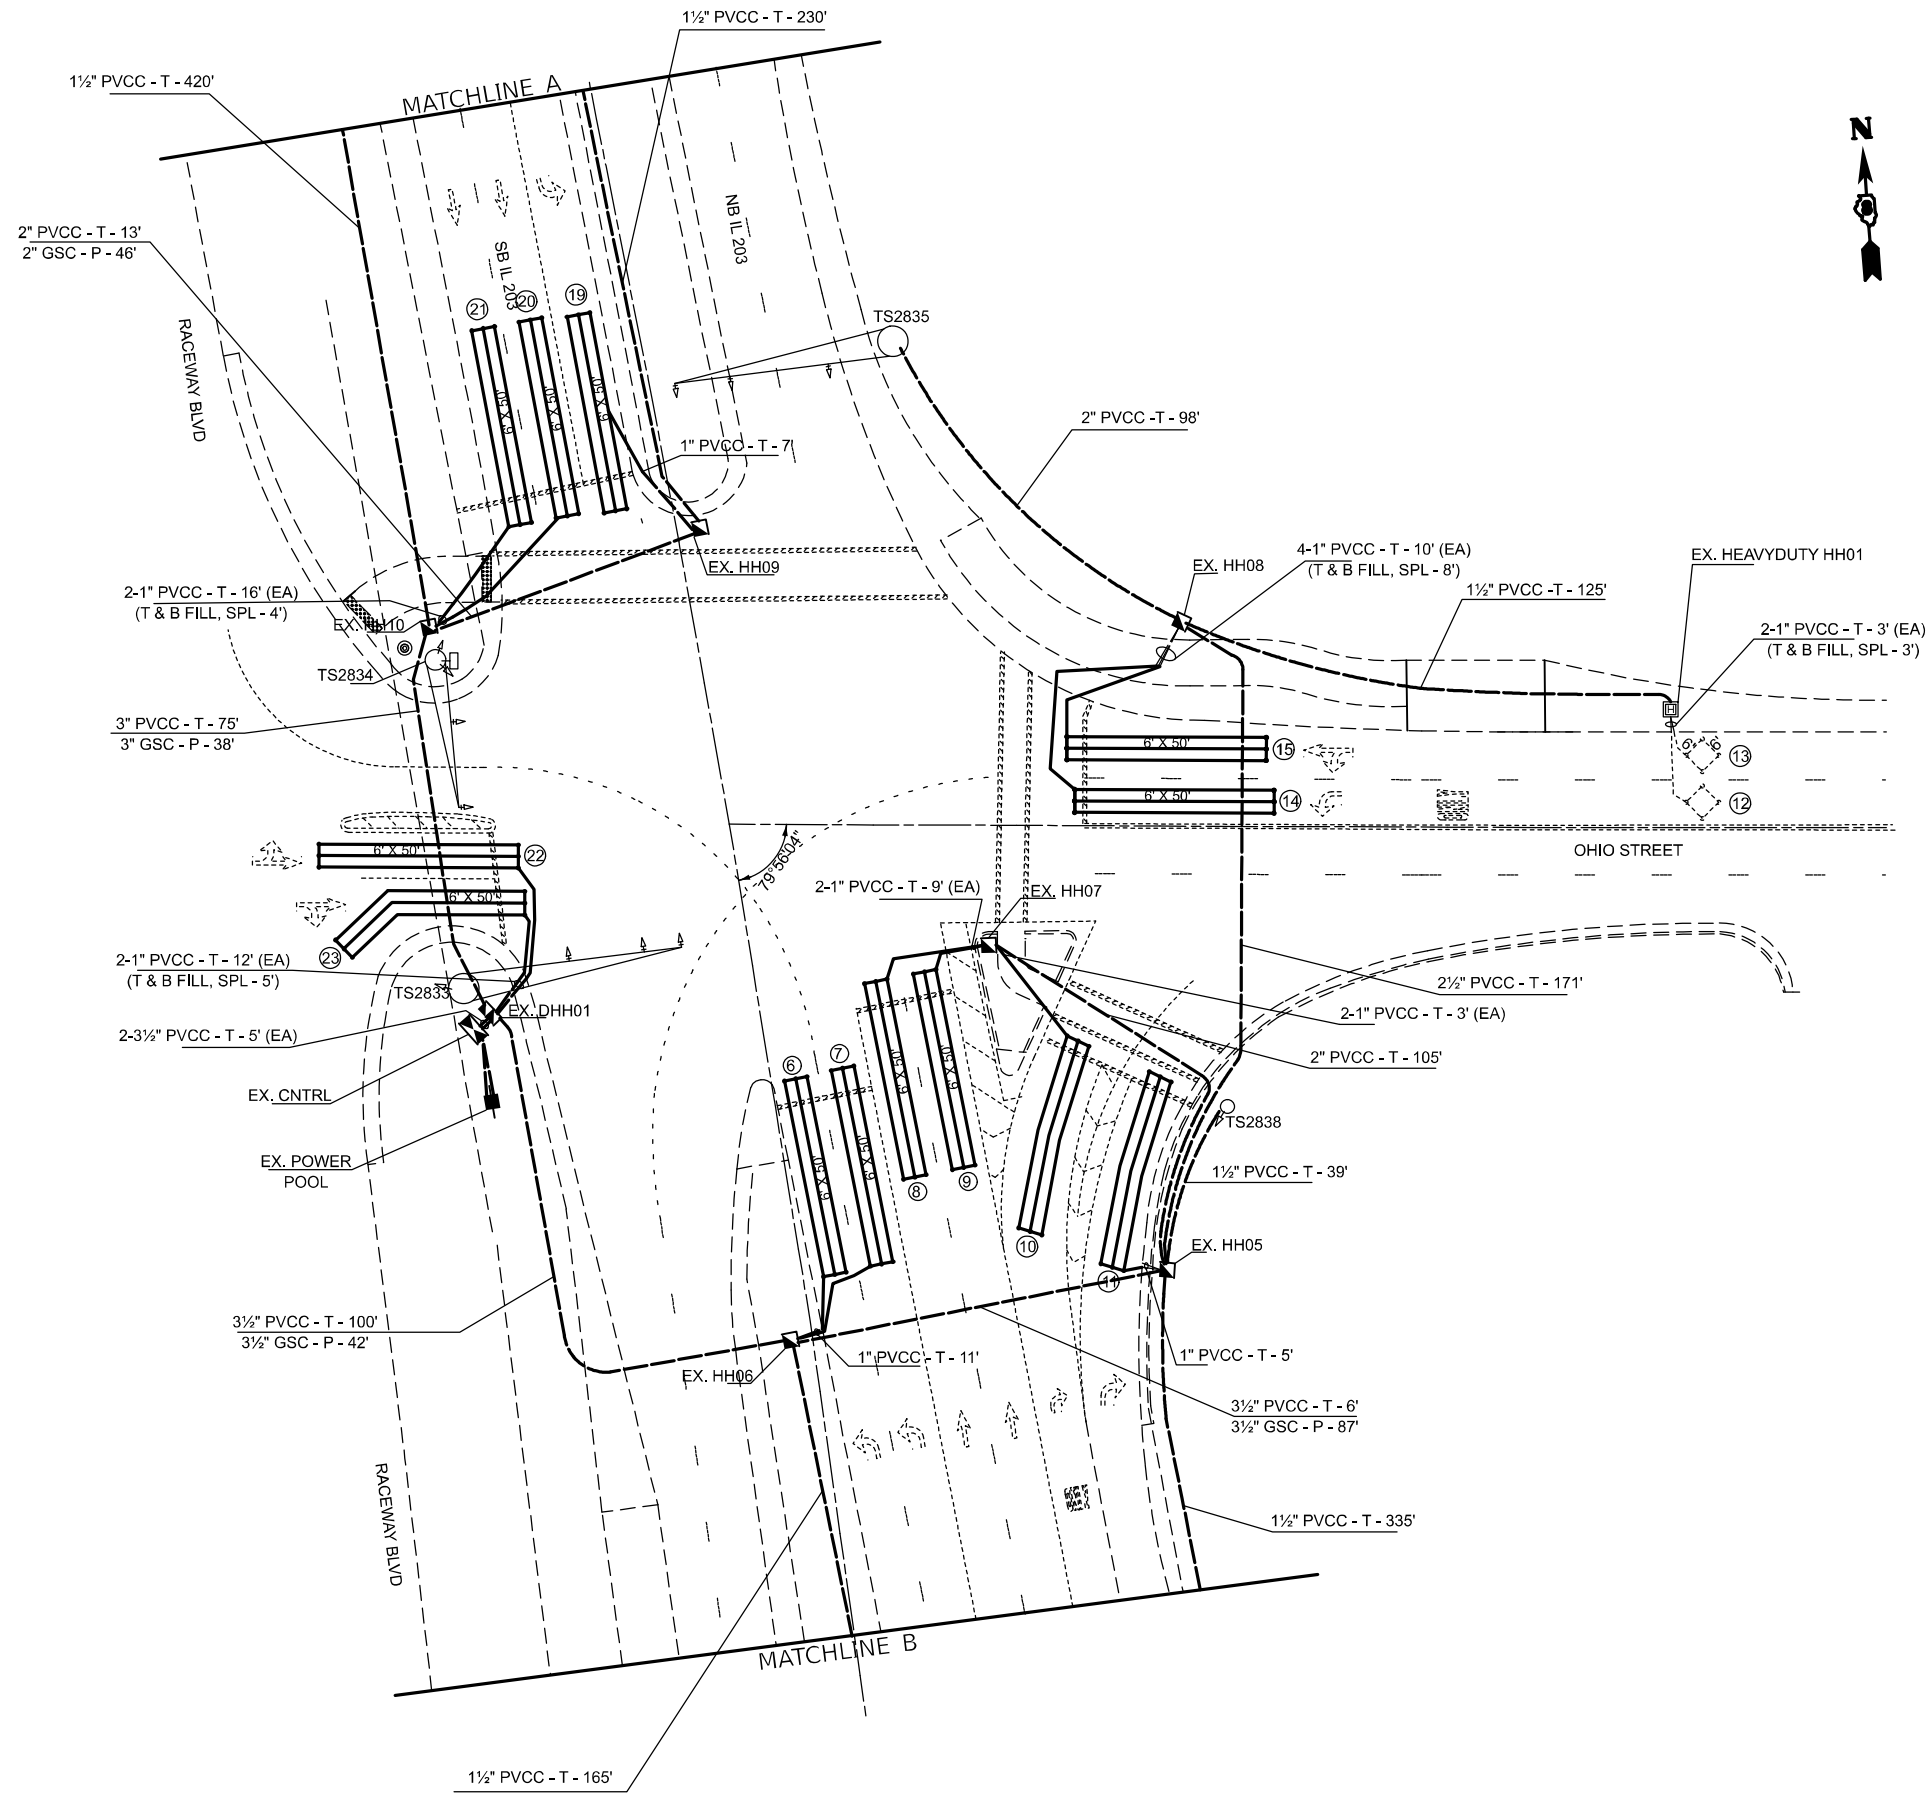 1½" PVCC - T - 230'
1½" PVCC - T - 420'
MATCHLINE A
N
2" PVCC - T - 13'
2" GSC - P - 46'
NB IL 203
SB IL 203
RACEWAY BLVD
21
20
19
TS2835
6' X 50'
6' X 50'
6' X 50'
2" PVCC -T - 98'
1" PVCC - T - 7'
EX. HH09
EX. HH08
4-1" PVCC - T - 10' (EA)
(T & B FILL, SPL - 8')
EX. HEAVYDUTY HH01
1½" PVCC -T - 125'
2-1" PVCC - T - 3' (EA)
(T & B FILL, SPL - 3')
2-1" PVCC - T - 16' (EA)
(T & B FILL, SPL - 4')
EX. HH10
TS2834
3" PVCC - T - 75'
3" GSC - P - 38'
H
6' X 50'
15
6' 6'
13
6' X 50'
14
12
79°56'04"
OHIO STREET
6' X 50'
22
6' X 50'
23
2-1" PVCC - T - 9' (EA)
EX. HH07
2-1" PVCC - T - 12' (EA)
(T & B FILL, SPL - 5')
TS2833
EX. DHH01
2-3½" PVCC - T - 5' (EA)
2½" PVCC - T - 171'
2-1" PVCC - T - 3' (EA)
2" PVCC - T - 105'
EX. CNTRL
6
7
6' X 50'
6' X 50'
6' X 50'
6' X 50'
TS2838
EX. POWER
POOL
1½" PVCC - T - 39'
8
9
10
11
EX. HH05
3½" PVCC - T - 100'
3½" GSC - P - 42'
EX. HH06
1" PVCC - T - 11'
1" PVCC - T - 5'
3½" PVCC - T - 6'
3½" GSC - P - 87'
RACEWAY BLVD
1½" PVCC - T - 335'
MATCHLINE B
1½" PVCC - T - 165'